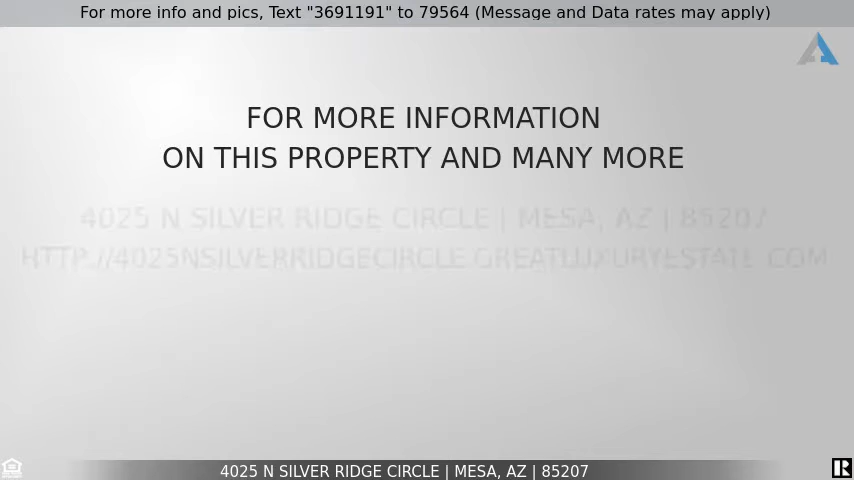 For more info and pics, Text "3691191" to 79564 (Message and Data rates may apply)
FOR MORE INFORMATION
ON THIS PROPERTY AND MANY MORE
4025 N SILVER RIDGE CIRCLE | MESA, AZ | 85207
HTTP://4025NSILVERRIDGECIRCLE.GREATLUXURYESTATE.COM
4025 N SILVER RIDGE CIRCLE | MESA, AZ | 85207